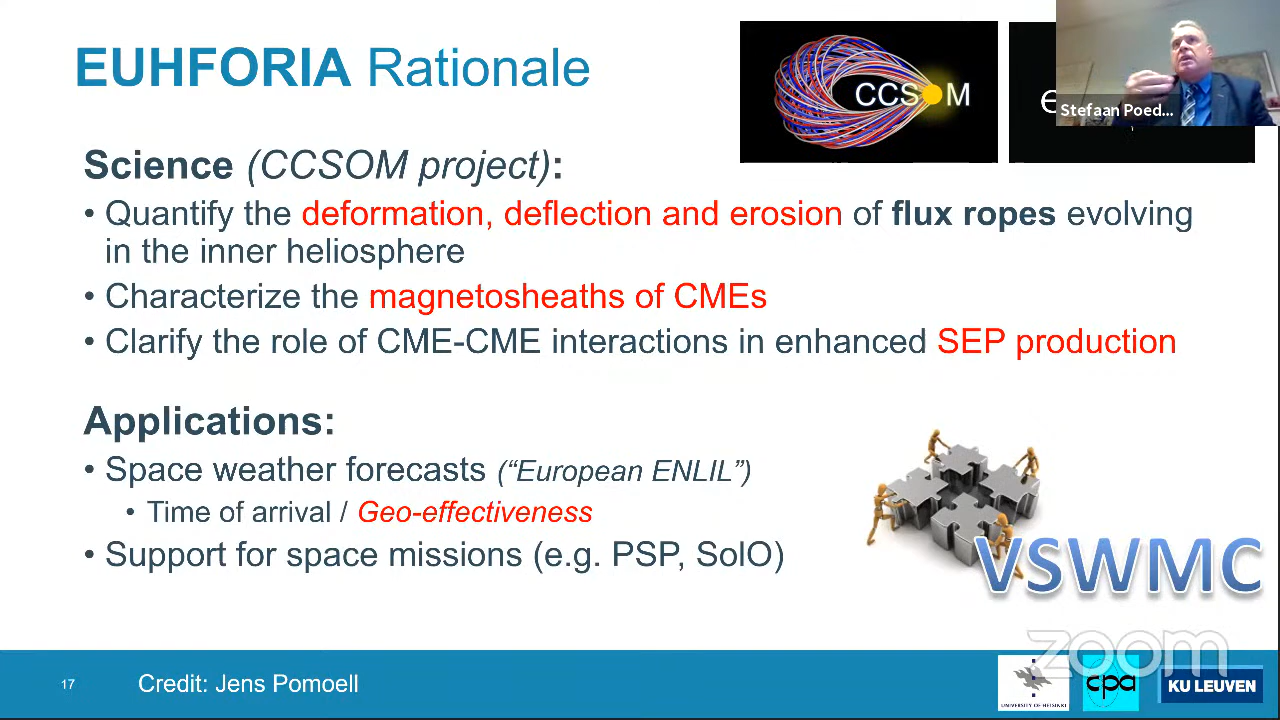 EUHFORIA Rationale
CCSOM
Stefaan Poed...
Science (CCSOM project):
• Quantify the deformation, deflection and erosion of flux ropes evolving
in the inner heliosphere
• Characterize the magnetosheaths of CMEs
• Clarify the role of CME-CME interactions in enhanced SEP production
Applications:
• Space weather forecasts (“European ENLIL”)
• Time of arrival / Geo-effectiveness
• Support for space missions (e.g. PSP, SolO)
VSWMC
zoom
17
Credit: Jens Pomoell
UNIVERSITY OF HELSINKI
cpa
KU LEUVEN